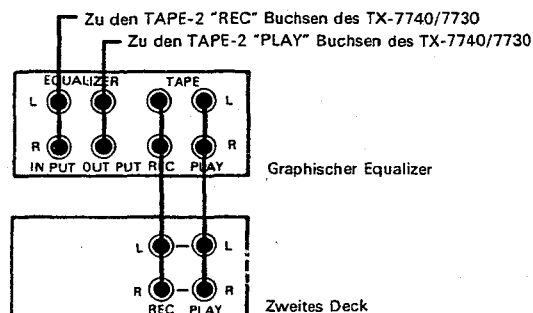 Zu den TAPE-2 "REC" Buchsen des TX-7740/7730
Zu den TAPE-2 "PLAY" Buchsen des TX-7740/7730
EQUALIZER TAPE
L L
R R
IN PUT OUT PUT REC PLAY
Graphischer Equalizer
L L
R R
REC PLAY
Zweites Deck